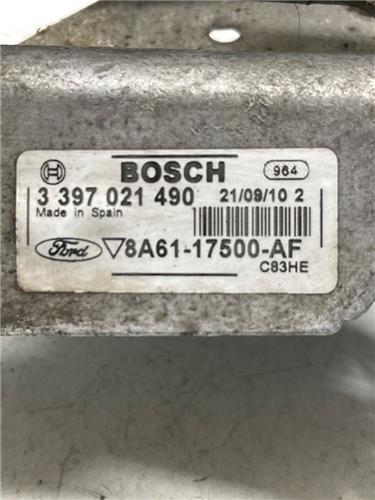 BOSCH 964
3 397 021 490 21/09/10 2
Made in Spain
Ford ▽8A61-17500-AF
C83HE